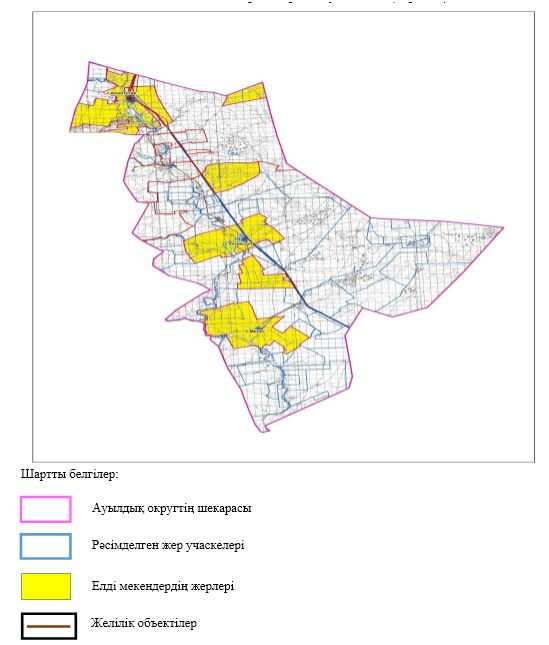 Шартты белгілер:
Ауылдық округтің шекарасы
Рәсімделген жер учаскелері
Елді мекендердің жерлері
Желілік объектілер